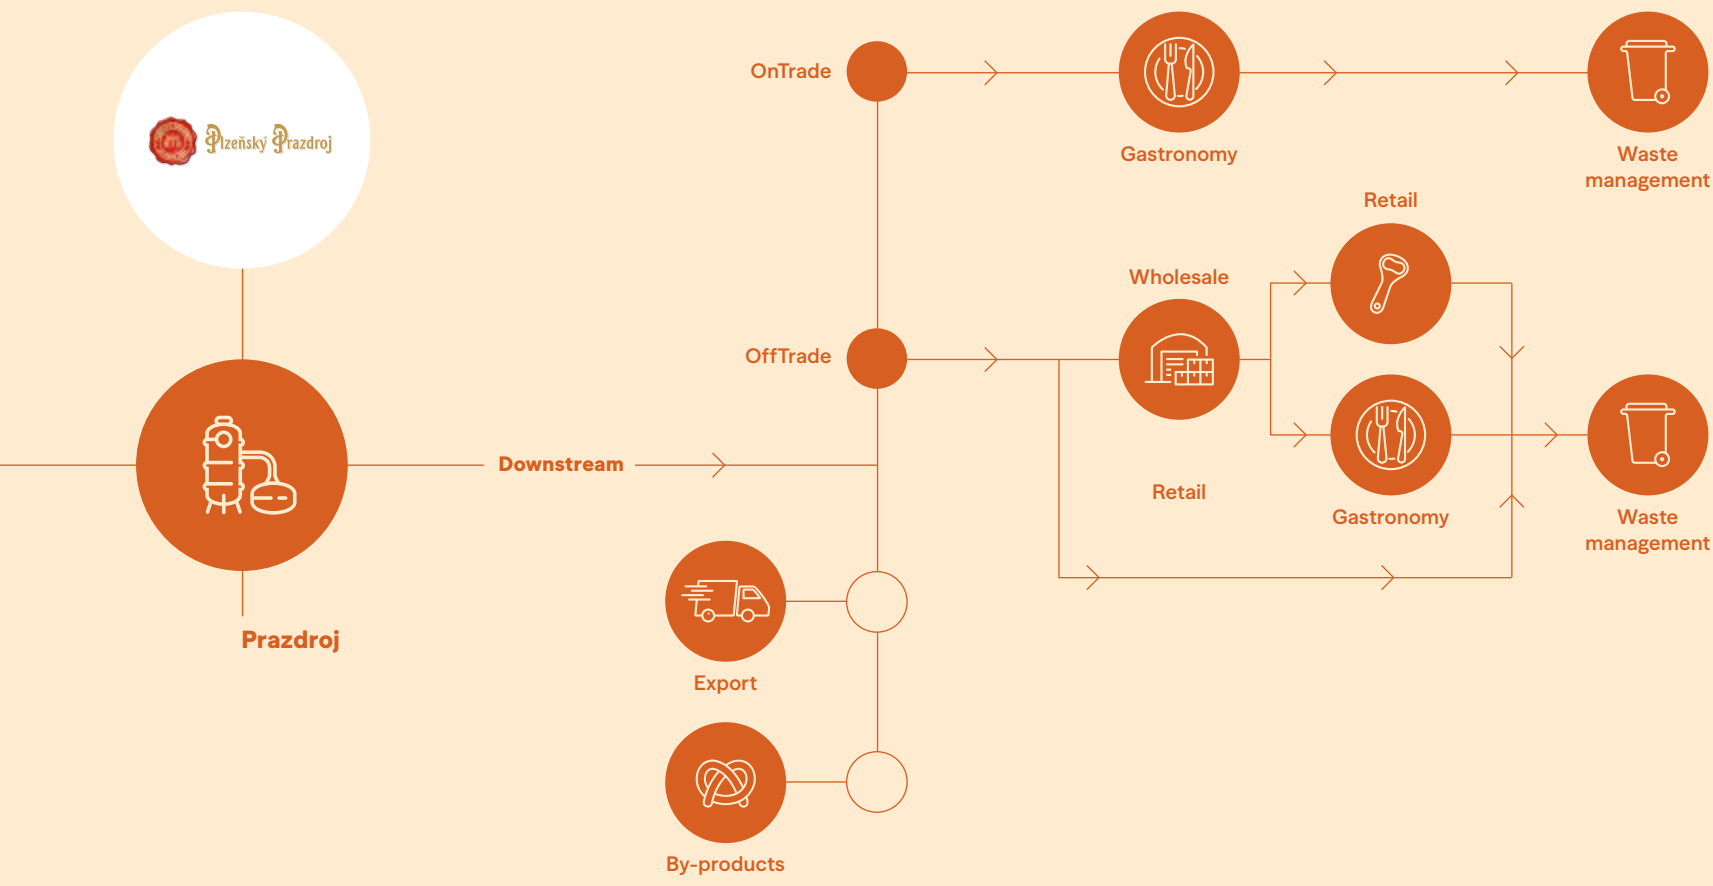 Plzeňský Prazdroj
OnTrade
Gastronomy
Waste
management
Retail
Wholesale
OffTrade
Downstream
Retail
Gastronomy
Waste
management
Prazdroj
Export
By-products